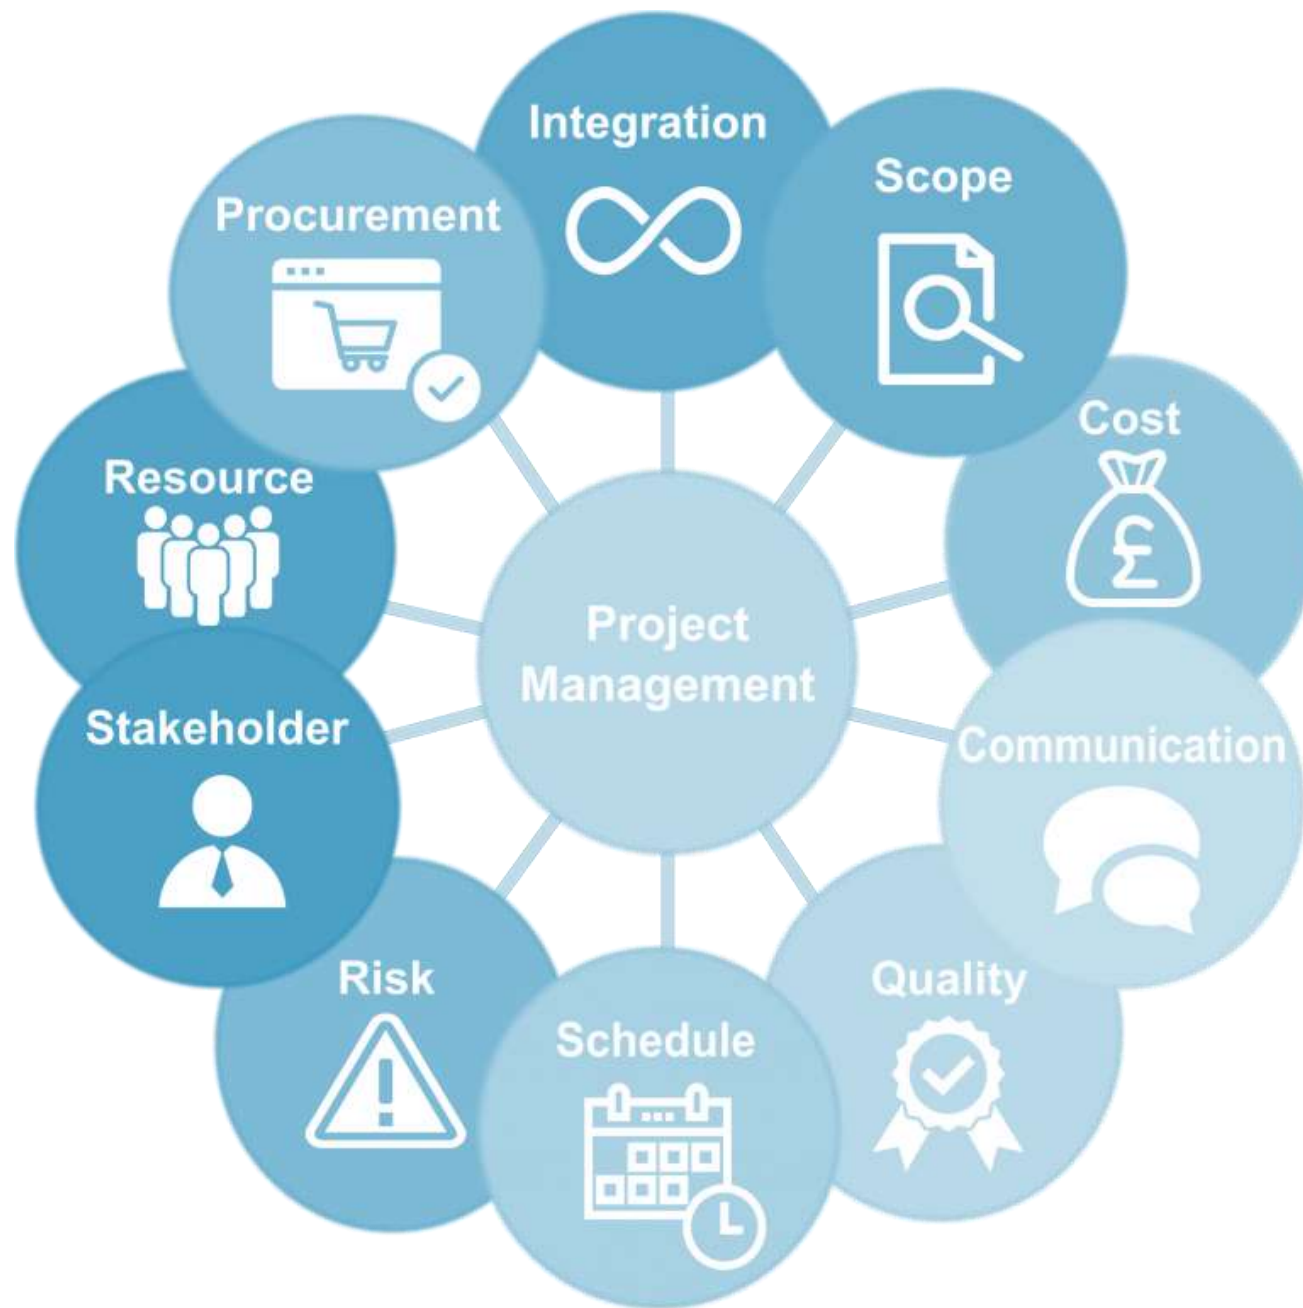 Integration
Scope
Procurement
Cost
£
Resource
Project
Management
Stakeholder
Communication
Risk
Quality
Schedule